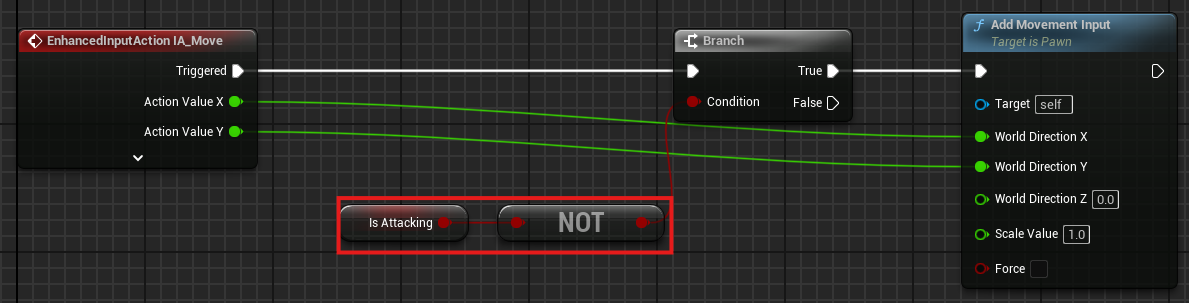 EnhancedInputAction IA_Move
Triggered
Action Value X
Action Value Y
Is Attacking
NOT
Branch
True
Condition
False
Add Movement Input
Target is Pawn
Target self
World Direction X
World Direction Y
World Direction Z 0.0
Scale Value 1.0
Force